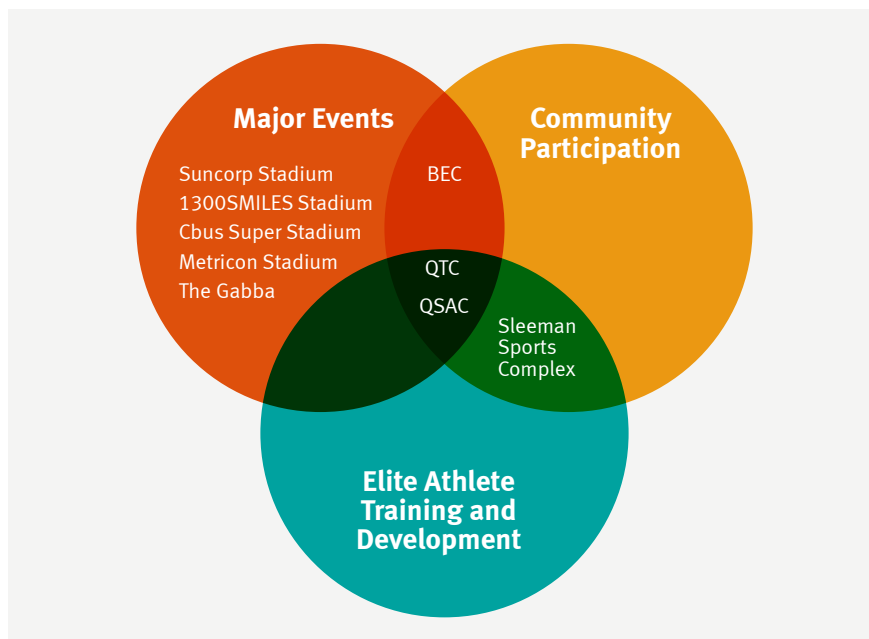 Major Events
Suncorp Stadium
1300SMILES Stadium
Cbus Super Stadium
Metricon Stadium
The Gabba
BEC
Community
Participation
QTC
QSAC
Sleeman
Sports
Complex
Elite Athlete
Training and
Development